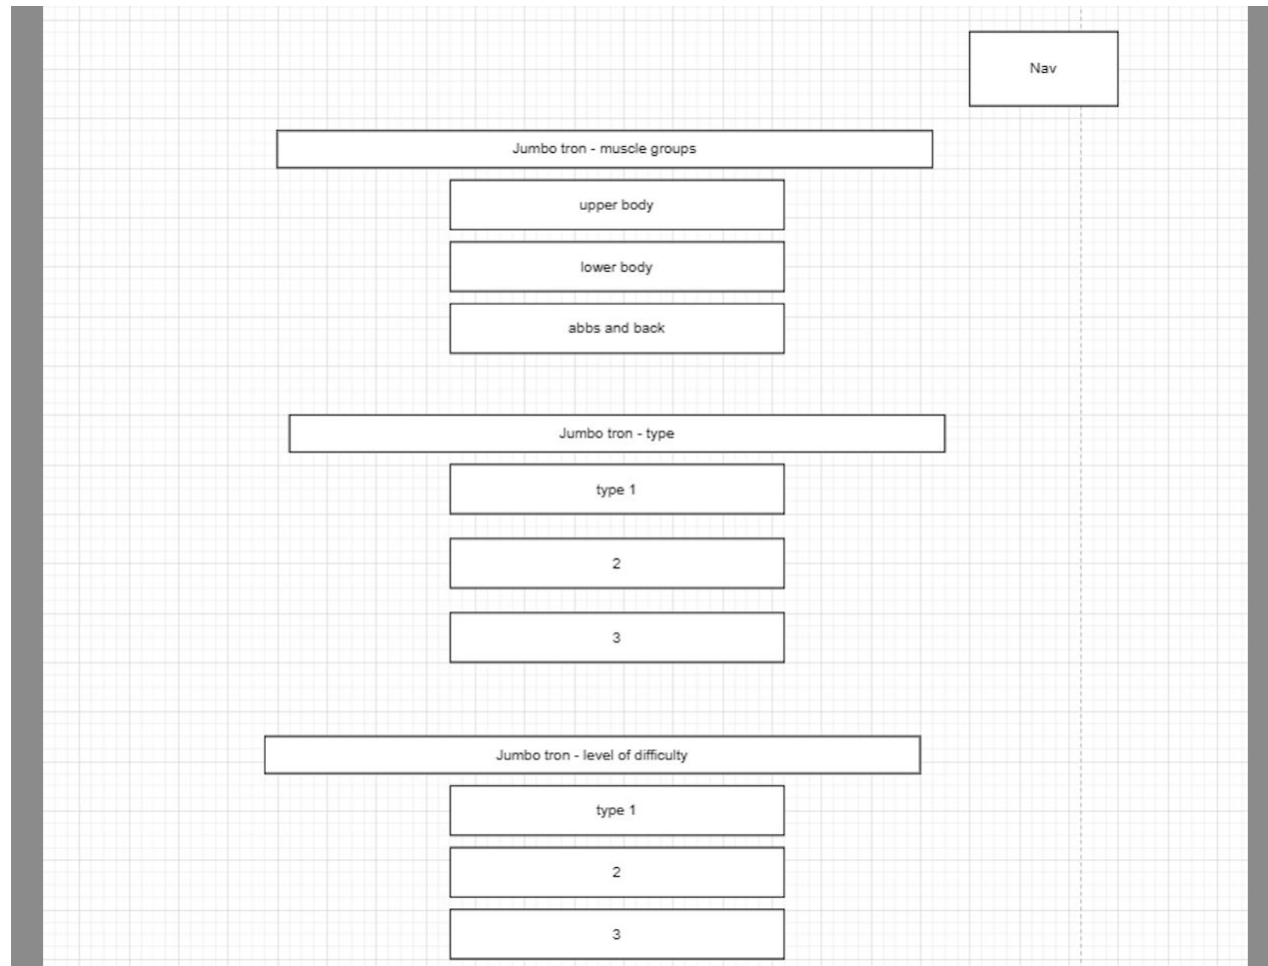 Nav
Jumbo tron - muscle groups
upper body
lower body
abbs and back
Jumbo tron - type
type 1
2
3
Jumbo tron - level of difficulty
type 1
2
3